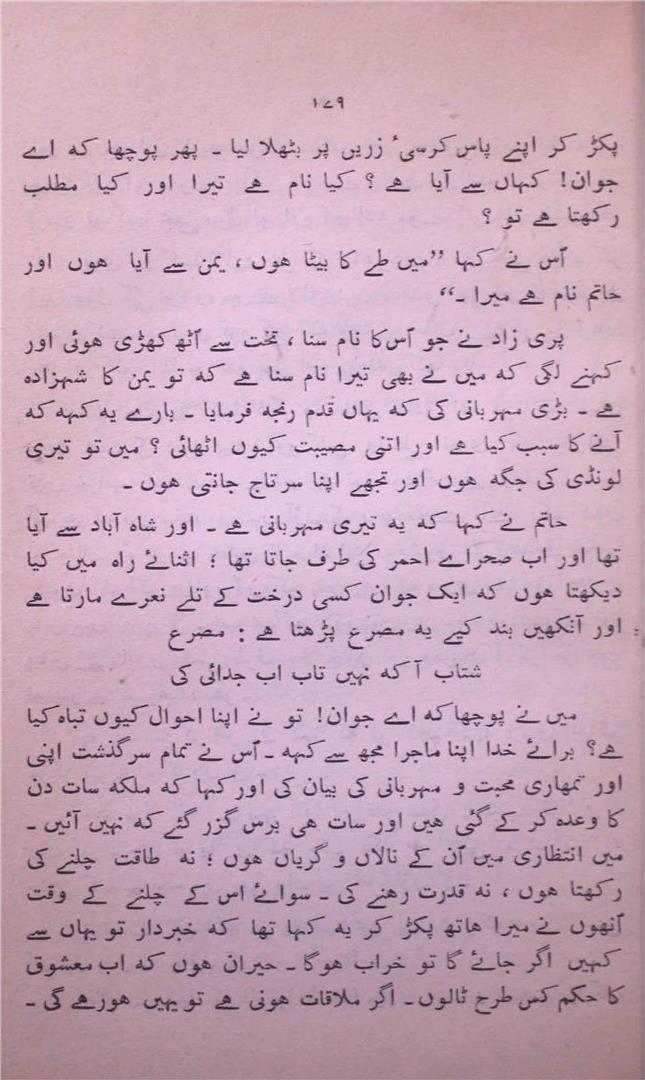 ۱۷۹
پکڑ کر اپنے پاس کرسیٔ زریں پر بٹھلا لیا ۔ پھر پوچھا کہ اے
جوان! کہاں سے آیا ہے ؟ کیا نام ہے تیرا اور کیا مطلب
رکھتا ہے تو ؟
اُس نے کہا ’’میں طے کا بیٹا ہوں ، یمن سے آیا ہوں اور
حاتم نام ہے میرا ۔‘‘
پری زاد نے جو اُس کا نام سنا ، تخت سے اُٹھ کھڑی ہوئی اور
کہنے لگی کہ میں نے بھی تیرا نام سنا ہے کہ تو یمن کا شہزادہ
ہے ۔ بڑی مہربانی کی کہ یہاں قدم رنجہ فرمایا ۔ بارے یہ کہہ کہ
آنے کا سبب کیا ہے اور اتنی مصیبت کیوں اٹھائی ؟ میں تو تیری
لونڈی کی جگہ ہوں اور تجھے اپنا سرتاج جانتی ہوں ۔
حاتم نے کہا کہ یہ تیری مہربانی ہے ۔ اور شاہ آباد سے آیا
تھا اور اب صحراے احمر کی طرف جاتا تھا ؛ اثنائے راہ میں کیا
دیکھتا ہوں کہ ایک جوان کسی درخت کے تلے نعرے مارتا ہے
اور آنکھیں بند کیے یہ مصرع پڑھتا ہے : مصرع
شتاب آ کہ نہیں تاب اب جدائی کی
میں نے پوچھا کہ اے جوان! تو نے اپنا احوال کیوں تباہ کیا
ہے؟ برائے خدا اپنا ماجرا مجھ سے کہہ ۔ اُس نے تمام سرگذشت اپنی
اور تمھاری محبت و مہربانی کی بیان کی اور کہا کہ ملکہ سات دن
کا وعدہ کر کے گئی ہیں اور سات ہی برس گزر گئے کہ نہیں آئیں ۔
میں انتظاری میں اُن کے نالاں و گریاں ہوں ؛ نہ طاقت چلنے کی
رکھتا ہوں ، نہ قدرت رہنے کی ۔ سوائے اس کے چلنے کے وقت
اُنھوں نے میرا ہاتھ پکڑ کر یہ کہا تھا کہ خبردار تو یہاں سے
کہیں اگر جائے گا تو خراب ہوگا ۔ حیران ہوں کہ اب معشوق
کا حکم کس طرح ٹالوں ۔ اگر ملاقات ہونی ہے تو یہیں ہورہے گی ۔